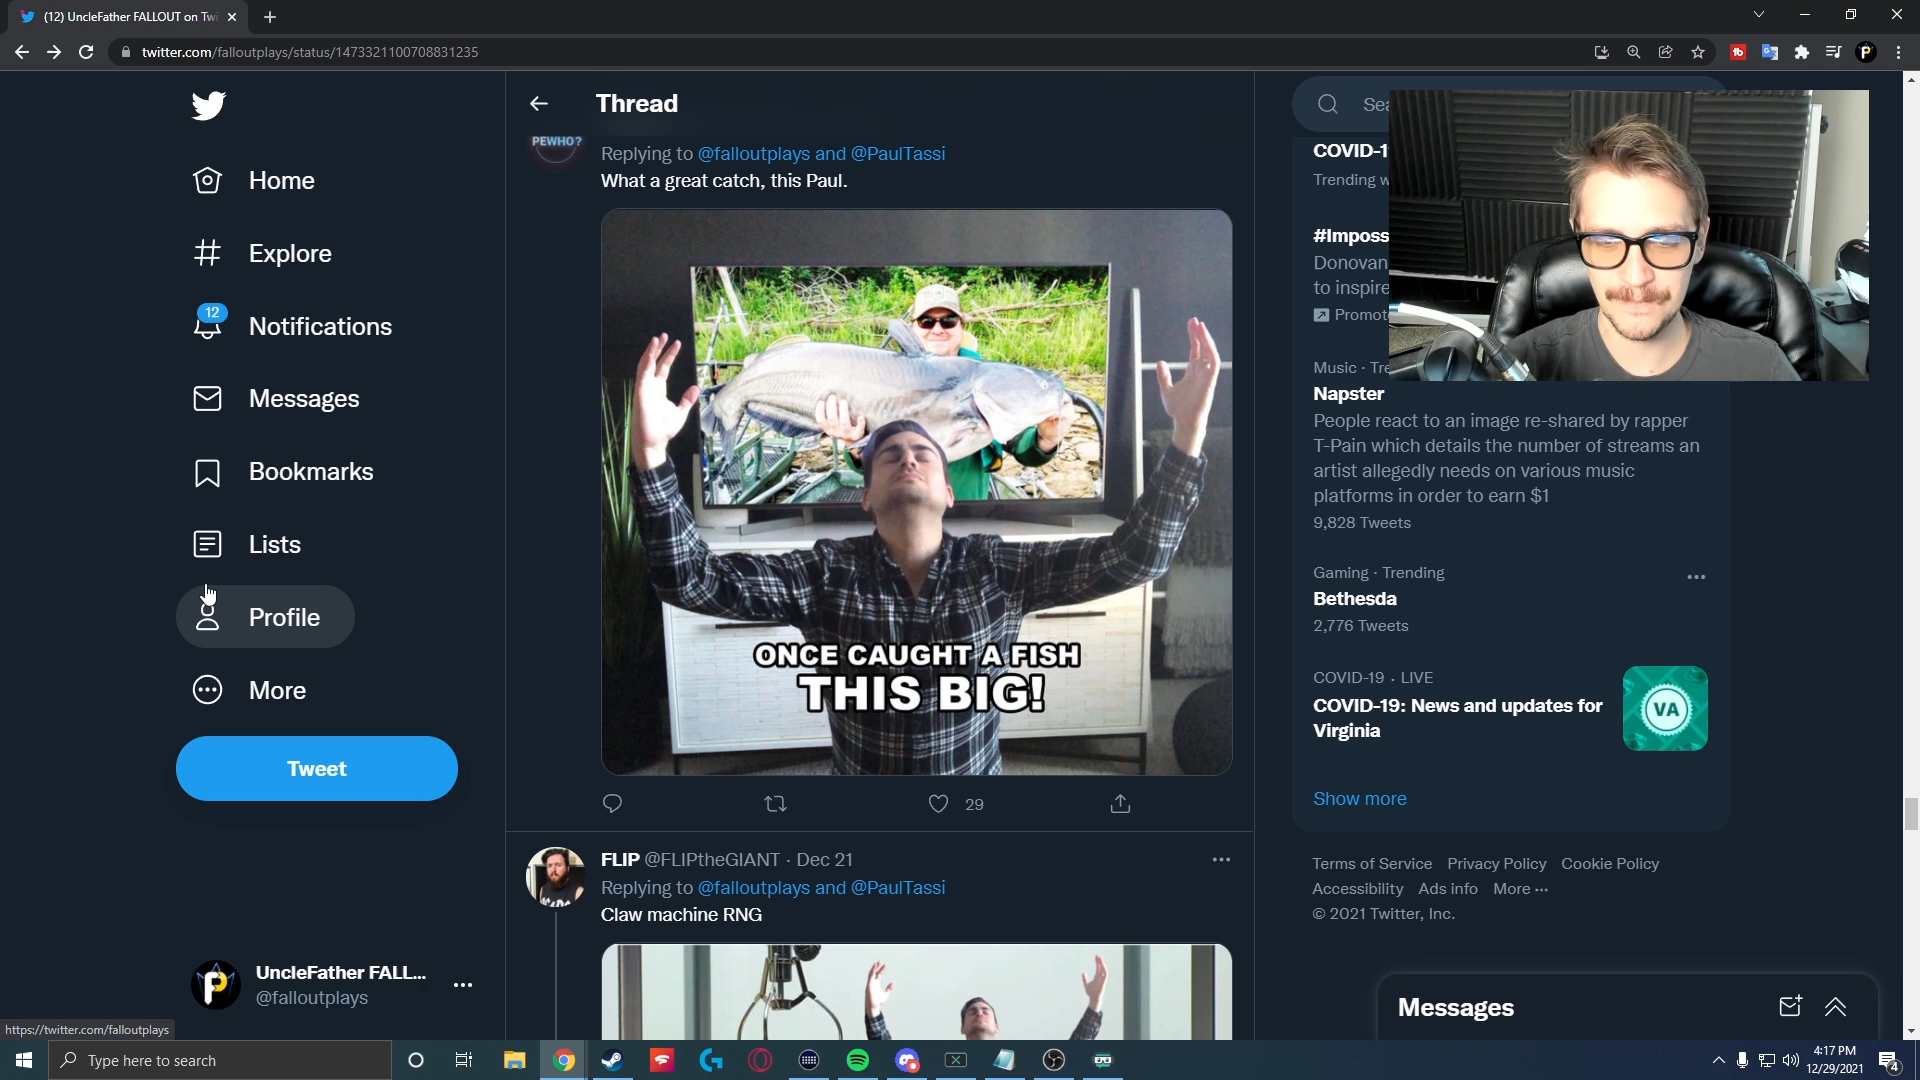 (12) UncleFather FALLOUT on Twi
twitter.com/falloutplays/status/1473321100708831235
Home
Explore
12
Notifications
Messages
Bookmarks
Lists
Profile
More
Tweet
UncleFather FALL...
@falloutplays
https://twitter.com/falloutplays
Thread
PEWHO?
Replying to @falloutplays and @PaulTassi
What a great catch, this Paul.
ONCE CAUGHT A FISH
THIS BIG!
29
FLIP @FLIPtheGIANT · Dec 21
Replying to @falloutplays and @PaulTassi
Claw machine RNG
Sea
COVID-1
Trending w
#Imposs
Donovan
to inspire
Promot
Music · Tre
Napster
People react to an image re-shared by rapper
T-Pain which details the number of streams an
artist allegedly needs on various music
platforms in order to earn $1
9,828 Tweets
Gaming · Trending
Bethesda
2,776 Tweets
COVID-19 · LIVE
COVID-19: News and updates for
Virginia
VA
Show more
Terms of Service Privacy Policy Cookie Policy
Accessibility Ads info More ···
© 2021 Twitter, Inc.
Messages
Type here to search
4:17 PM
12/29/2021
4